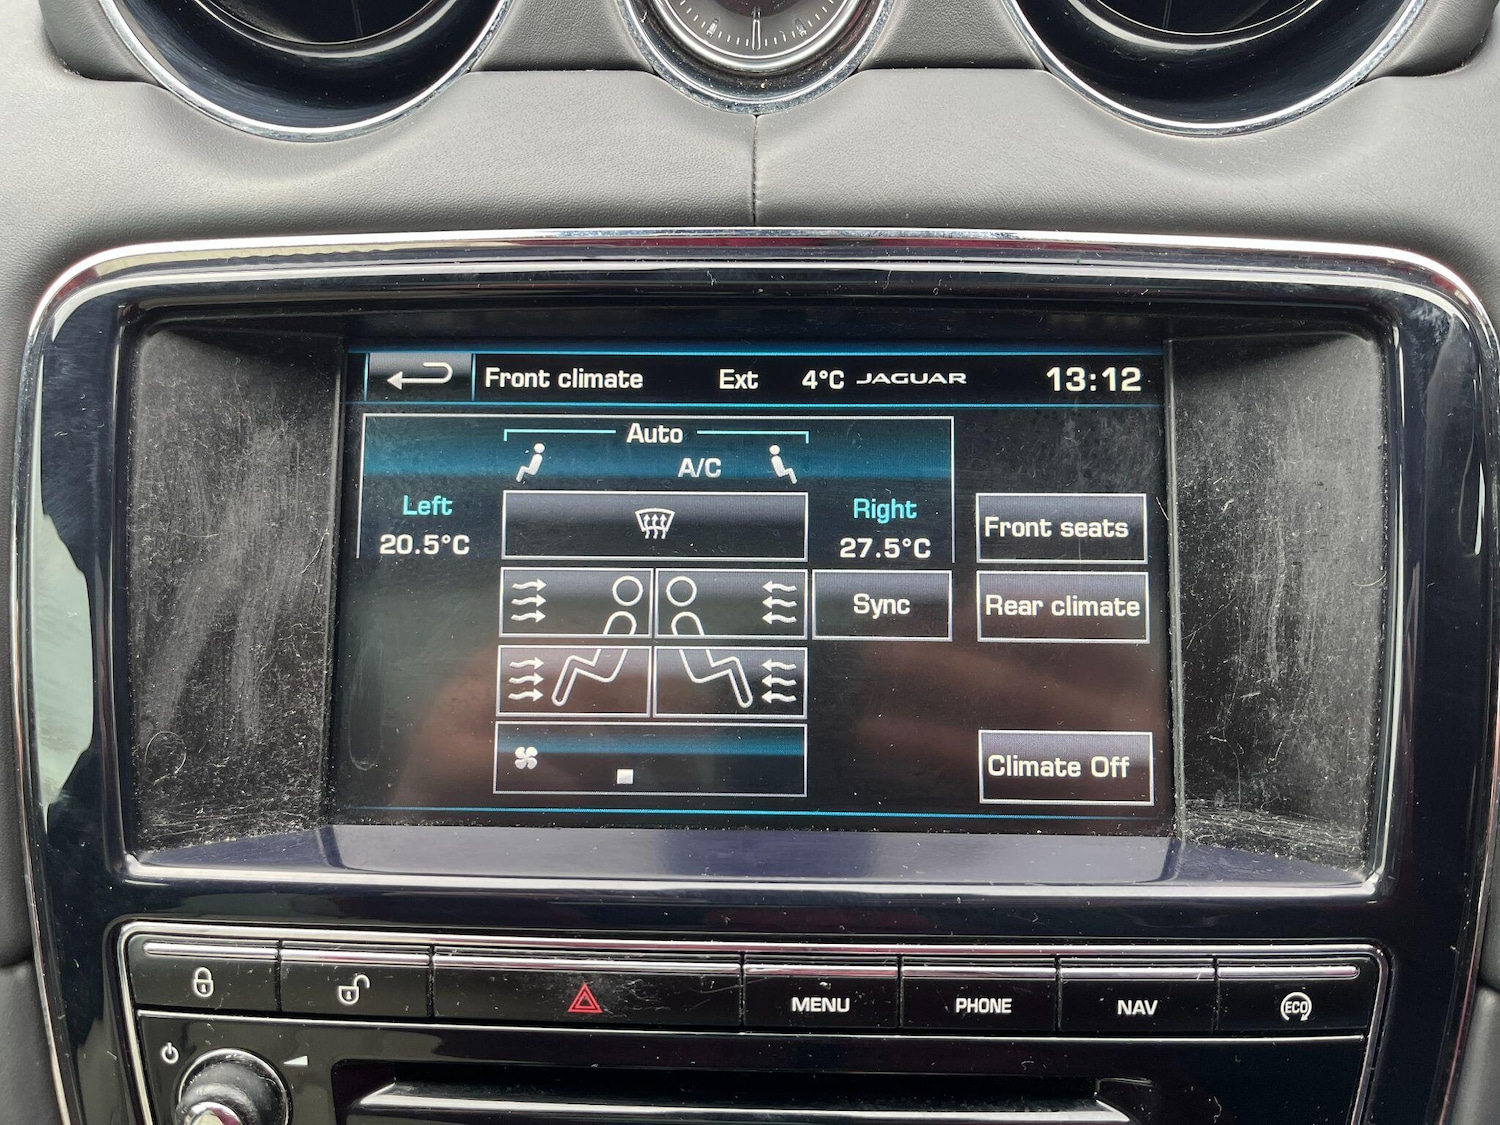 Front climate Ext 4°C JAGUAR 13:12
Auto
A/C
Left Right
20.5°C 27.5°C
Front seats
Sync Rear climate
Climate Off
MENU PHONE NAV ECO